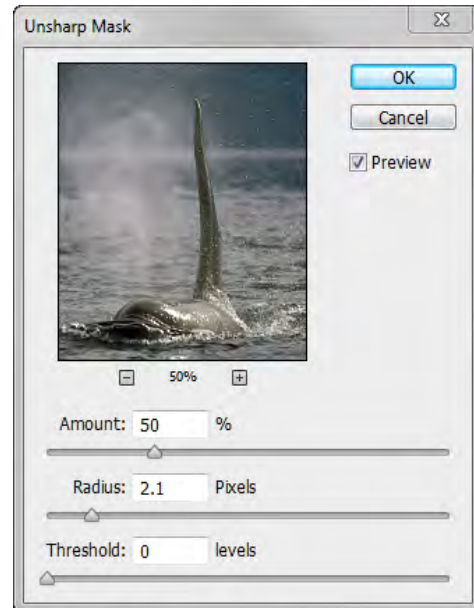 Unsharp Mask
OK
Cancel
Preview
50%
Amount: 50 %
Radius: 2.1 Pixels
Threshold: 0 levels